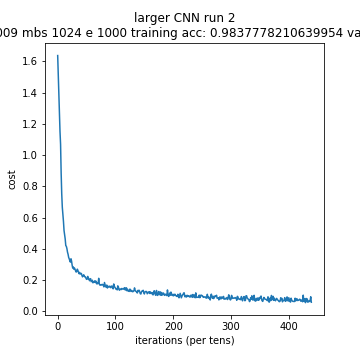 larger CNN run 2
009 mbs 1024 e 1000 training acc: 0.9837778210639954 va
1.6
1.4
1.2
1.0
0.8
0.6
0.4
0.2
0.0
cost
0 100 200 300 400
iterations (per tens)